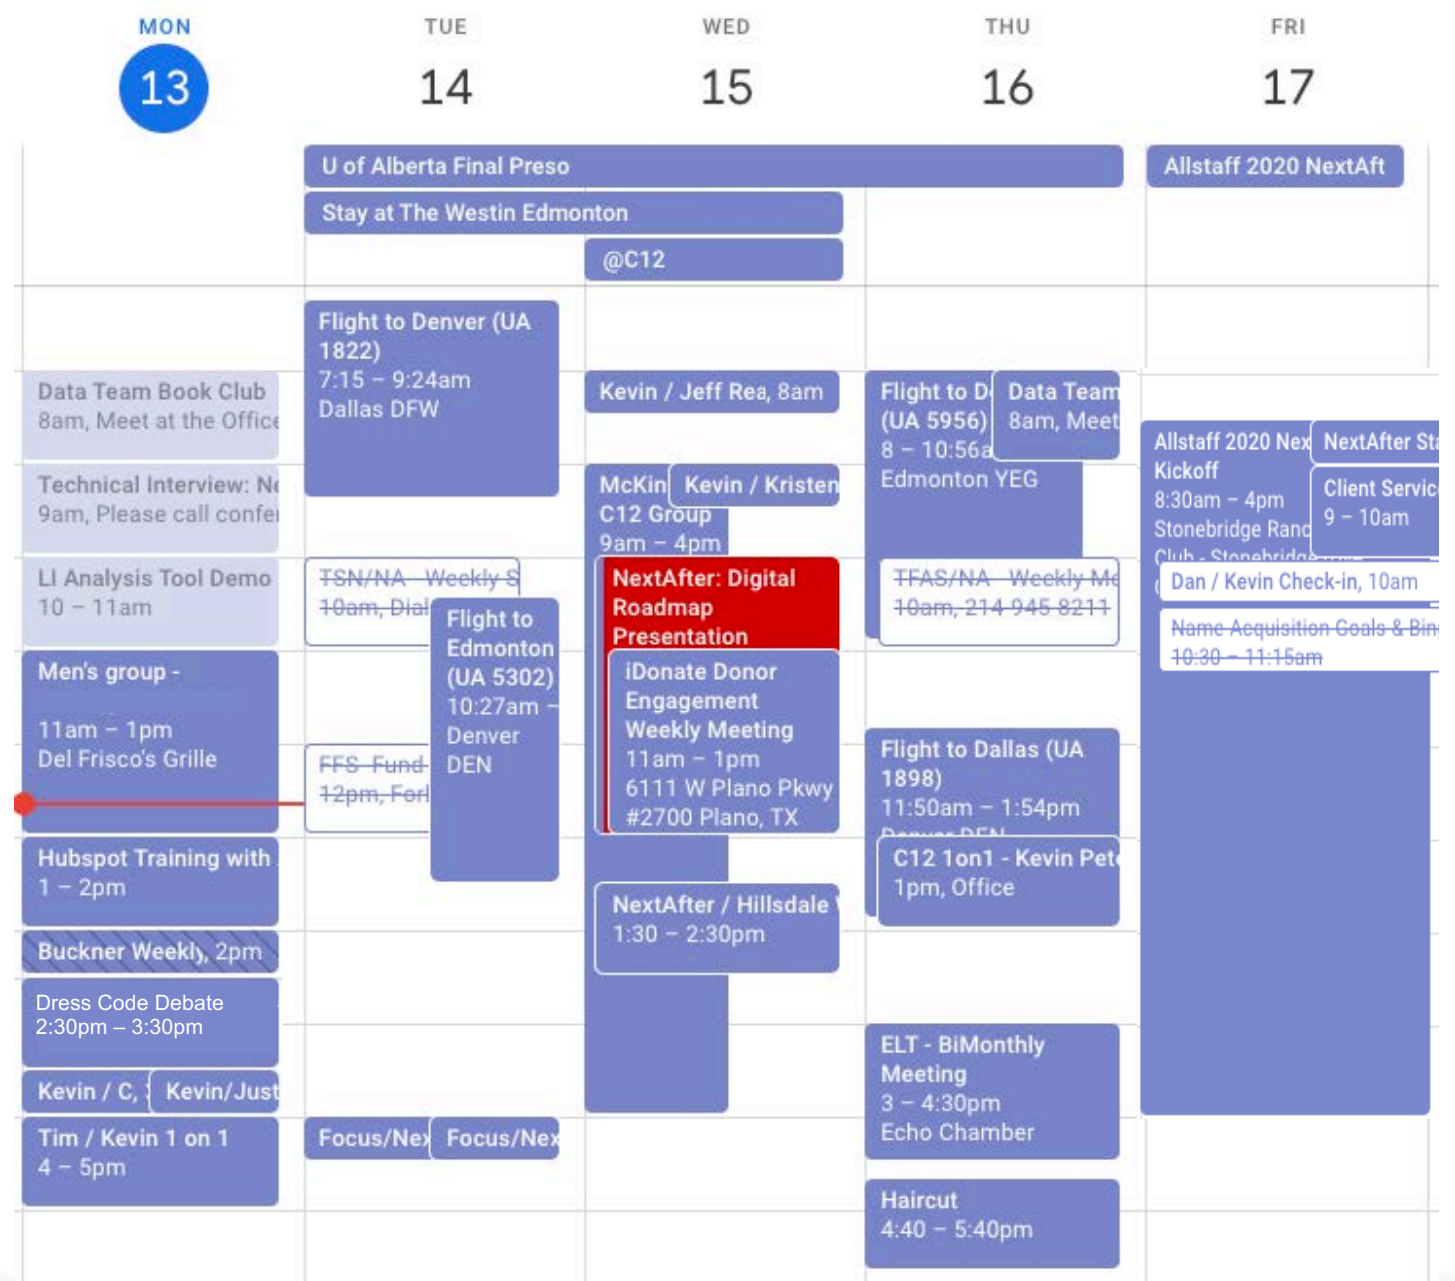 MON
13
TUE
14
WED
15
THU
16
FRI
17
U of Alberta Final Preso
Allstaff 2020 NextAft
Stay at The Westin Edmonton
@C12
Data Team Book Club
8am, Meet at the Office
Technical Interview: Ne
9am, Please call confer
LI Analysis Tool Demo
10 – 11am
Men's group -
11am – 1pm
Del Frisco's Grille
Hubspot Training with
1 – 2pm
Buckner Weekly, 2pm
Dress Code Debate
2:30pm – 3:30pm
Kevin / C,
Kevin/Just
Tim / Kevin 1 on 1
4 – 5pm
Flight to Denver (UA
1822)
7:15 – 9:24am
Dallas DFW
TSN/NA Weekly S
10am, Dial
Flight to
Edmonton
(UA 5302)
10:27am –
Denver
DEN
FFS Fund
12pm, Forl
Focus/Nex
Focus/Nex
Kevin / Jeff Rea, 8am
McKin
C12 Group
9am – 4pm
Kevin / Kristen
NextAfter: Digital
Roadmap
Presentation
iDonate Donor
Engagement
Weekly Meeting
11am – 1pm
6111 W Plano Pkwy
#2700 Plano, TX
NextAfter / Hillsdale
1:30 – 2:30pm
Flight to D
(UA 5956)
8 – 10:56a
Edmonton YEG
Data Team
8am, Meet
TFAS/NA Weekly Me
10am, 214 945 8211
Flight to Dallas (UA
1898)
11:50am – 1:54pm
Denver DEN
C12 1on1 - Kevin Pete
1pm, Office
ELT - BiMonthly
Meeting
3 – 4:30pm
Echo Chamber
Haircut
4:40 – 5:40pm
Allstaff 2020 Nex
Kickoff
8:30am – 4pm
Stonebridge Ranc
Club - Stonebridge
NextAfter Sta
Client Servic
9 – 10am
Dan / Kevin Check-in, 10am
Name Acquisition Goals & Bing
10:30 – 11:15am